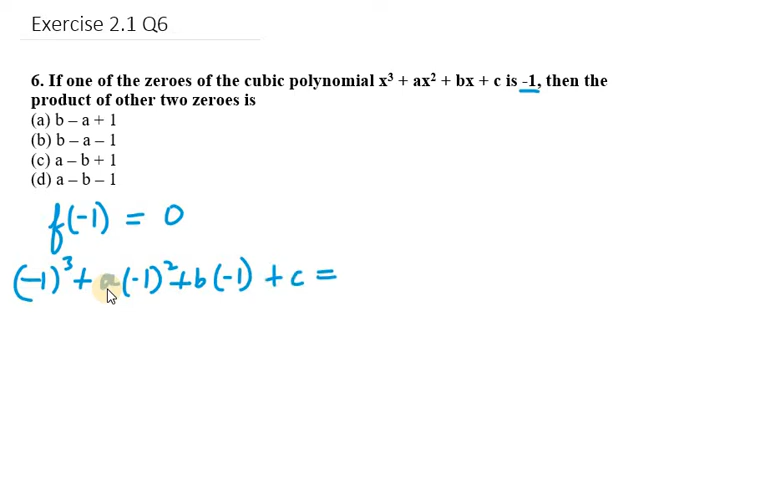 Exercise 2.1 Q6
6. If one of the zeroes of the cubic polynomial x³ + ax² + bx + c is -1, then the
product of other two zeroes is
(a) b – a + 1
(b) b – a – 1
(c) a – b + 1
(d) a – b – 1
f(-1) = 0
(-1)³ + a(-1)² + b(-1) + c =